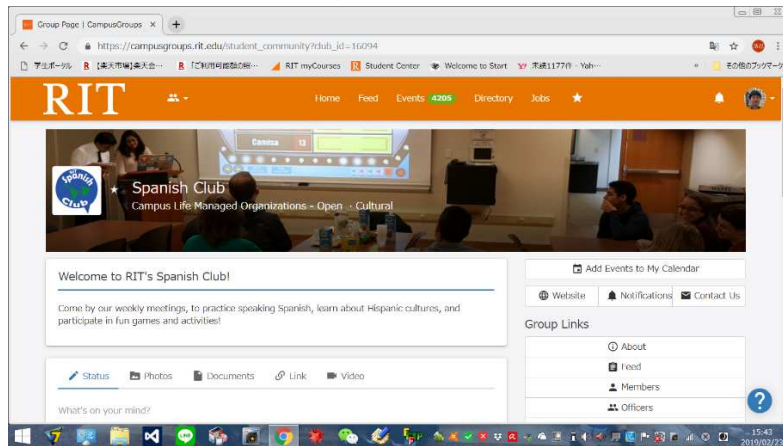 Group Page | CampusGroups
https://campusgroups.rit.edu/student_community?club_id=16094
学生ポータル
RIT myCourses
Student Center
Welcome to Start
その他のブックマーク
RIT
Home Feed Events 4205 Directory Jobs
Camisa 13
Spanish Club
Spanish Club
Campus Life Managed Organizations - Open - Cultural
Welcome to RIT's Spanish Club!
Come by our weekly meetings, to practice speaking Spanish, learn about Hispanic cultures, and
participate in fun games and activities!
Status Photos Documents Link Video
What's on your mind?
Add Events to My Calendar
Website Notifications Contact Us
Group Links
About
Feed
Members
Officers
15:43